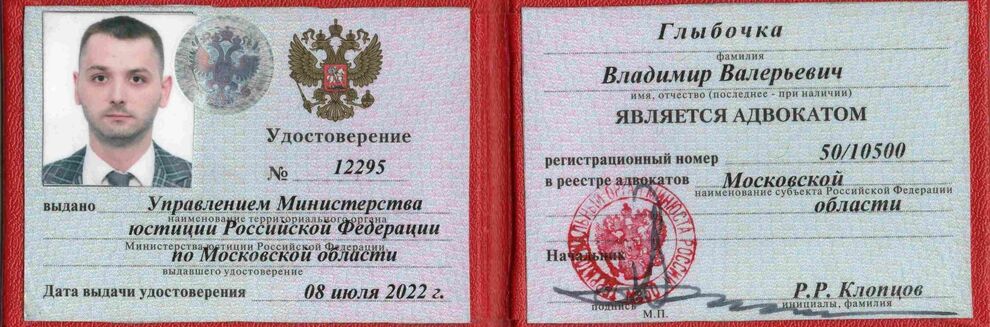 Удостоверение
№ 12295
выдано Управлением Министерства
наименование территориального органа
юстиции Российской Федерации
Министерства юстиции Российской Федерации,
по Московской области
выдавшего удостоверение
Дата выдачи удостоверения 08 июля 2022 г.
Глыбочка
фамилия
Владимир Валерьевич
имя, отчество (последнее - при наличии)
ЯВЛЯЕТСЯ АДВОКАТОМ
регистрационный номер 50/10500
в реестре адвокатов Московской
наименование субъекта Российской Федерации
области
Начальник
Р.Р. Клопцов
подпись
инициалы, фамилия
М.П.